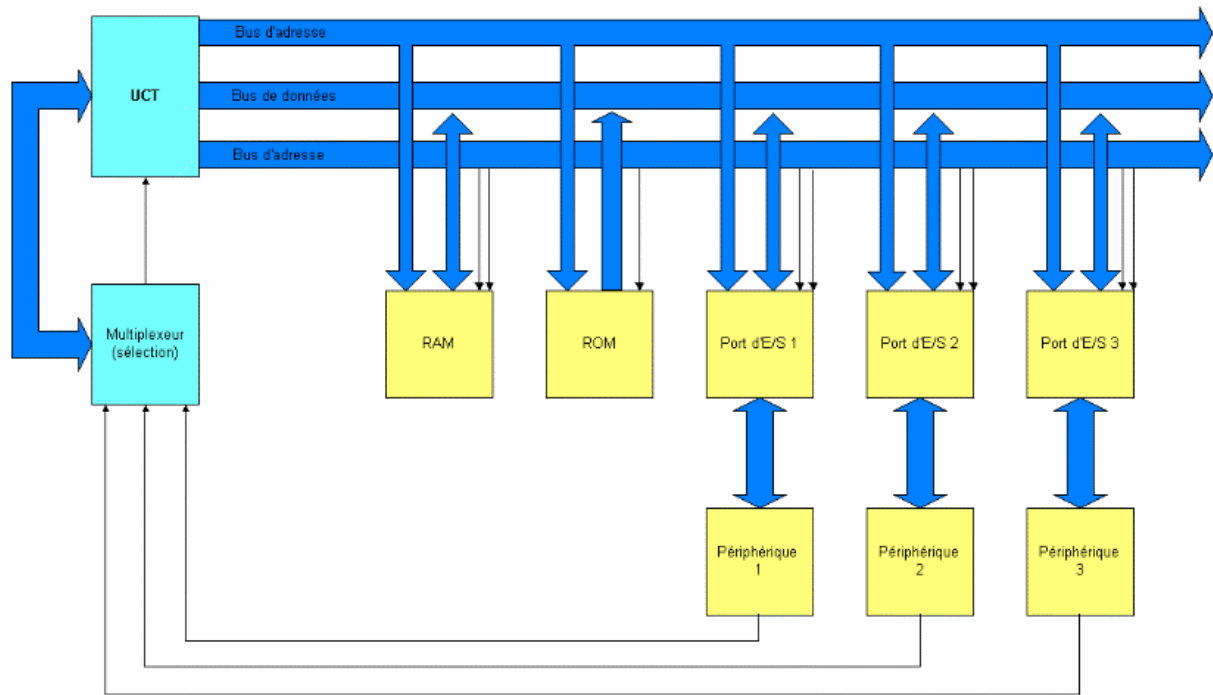 Bus d'adresse
UCT
Bus de données
Bus d'adresse
Multiplexeur
(sélection)
RAM
ROM
Port d'E/S 1
Port d'E/S 2
Port d'E/S 3
Périphérique
1
Périphérique
2
Périphérique
3